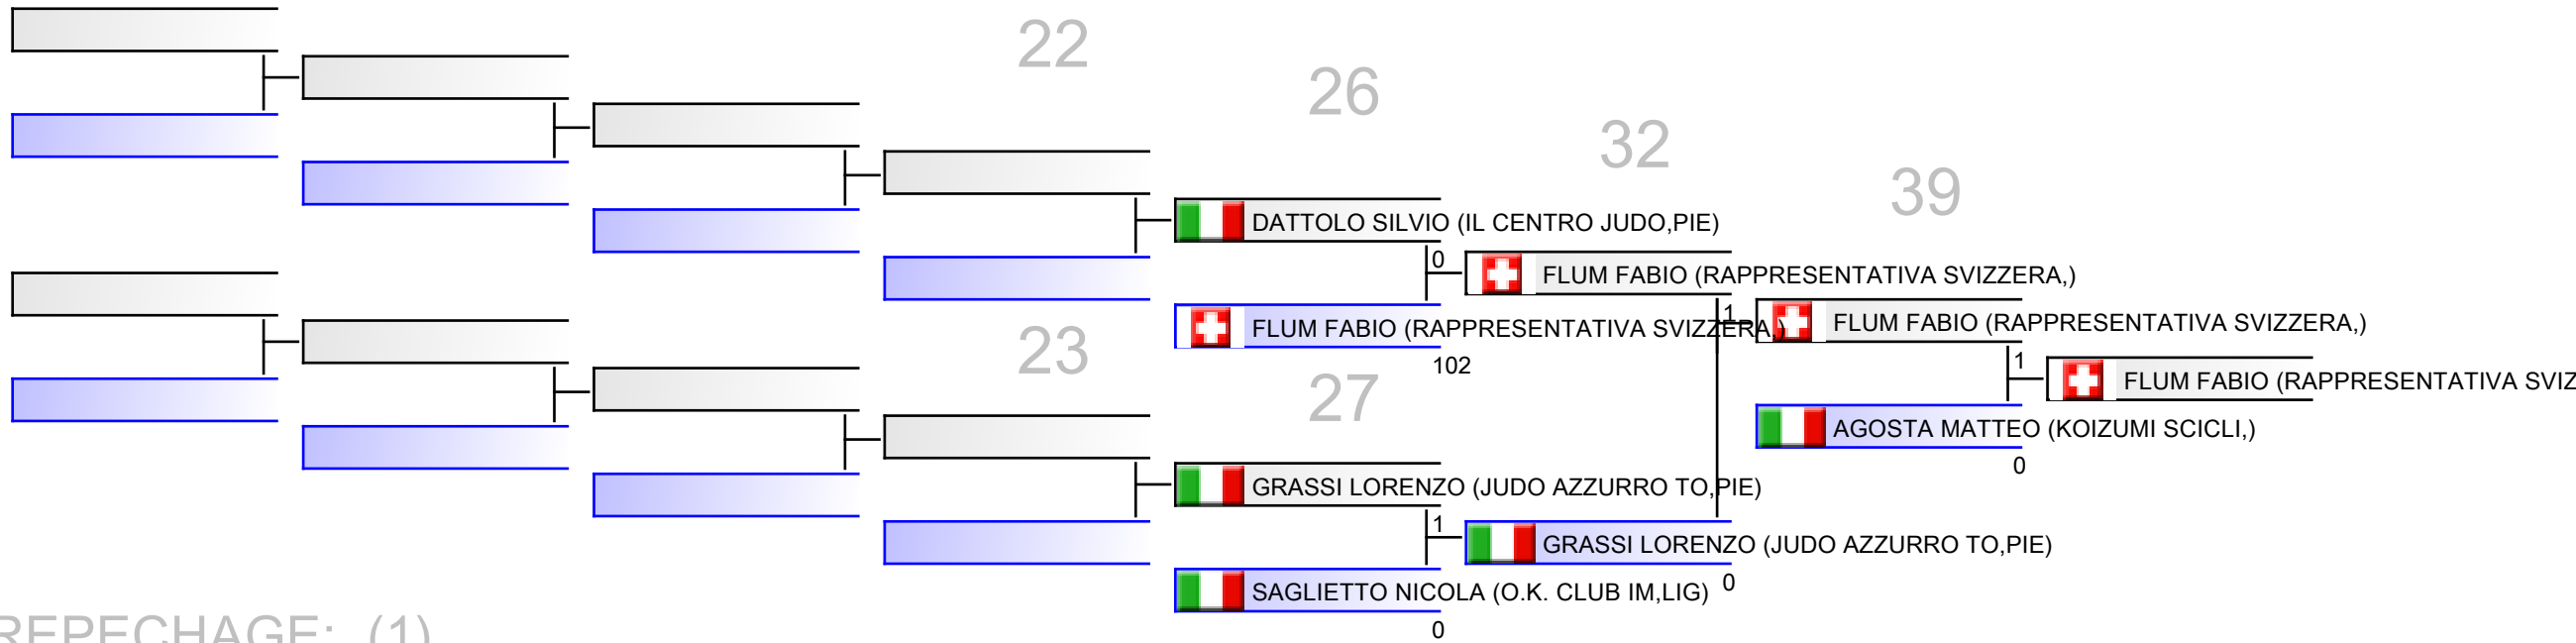 22
26
32
39
DATTOLO SILVIO (IL CENTRO JUDO,PIE)
0
FLUM FABIO (RAPPRESENTATIVA SVIZZERA,)
FLUM FABIO (RAPPRESENTATIVA SVIZZERA,)
102
1
FLUM FABIO (RAPPRESENTATIVA SVIZZERA,)
1
FLUM FABIO (RAPPRESENTATIVA SVIZ
AGOSTA MATTEO (KOIZUMI SCICLI,)
0
23
27
GRASSI LORENZO (JUDO AZZURRO TO,PIE)
1
GRASSI LORENZO (JUDO AZZURRO TO,PIE)
0
SAGLIETTO NICOLA (O.K. CLUB IM,LIG)
0
REPECHAGE: (1)